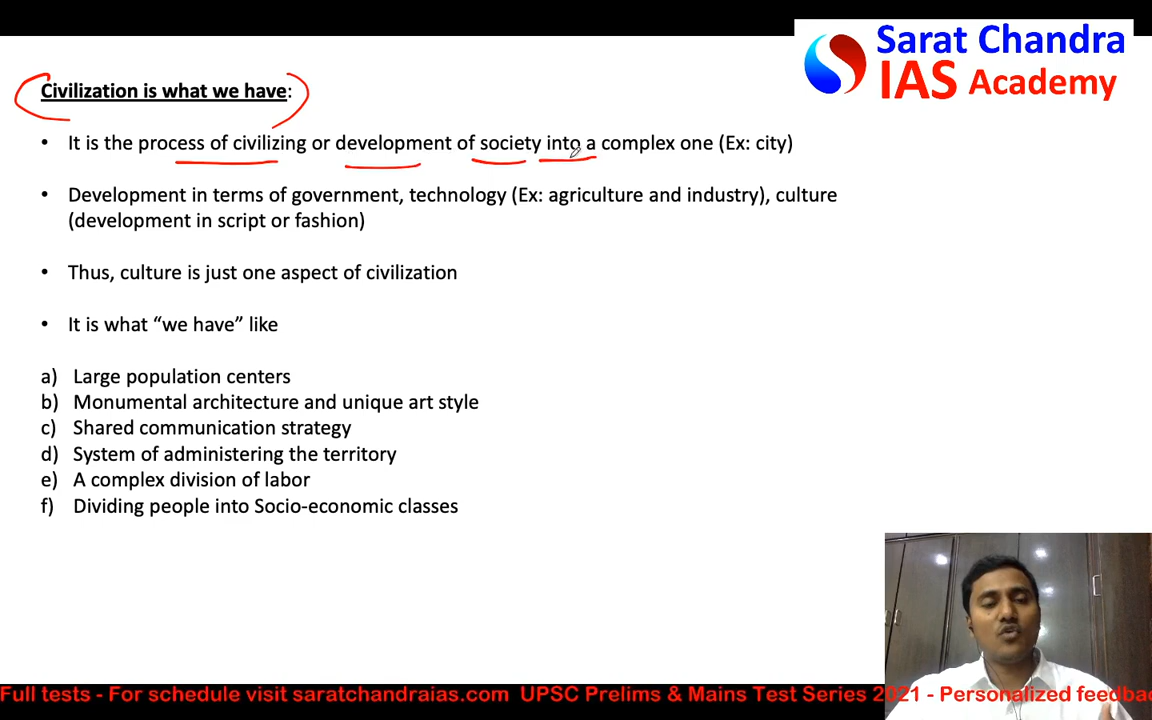 Sarat Chandra
IAS Academy
Civilization is what we have:
• It is the process of civilizing or development of society into a complex one (Ex: city)
• Development in terms of government, technology (Ex: agriculture and industry), culture
(development in script or fashion)
• Thus, culture is just one aspect of civilization
• It is what “we have” like
a) Large population centers
b) Monumental architecture and unique art style
c) Shared communication strategy
d) System of administering the territory
e) A complex division of labor
f) Dividing people into Socio-economic classes
Full tests - For schedule visit saratchandraias.com UPSC Prelims & Mains Test Series 2021 - Personalized feedba